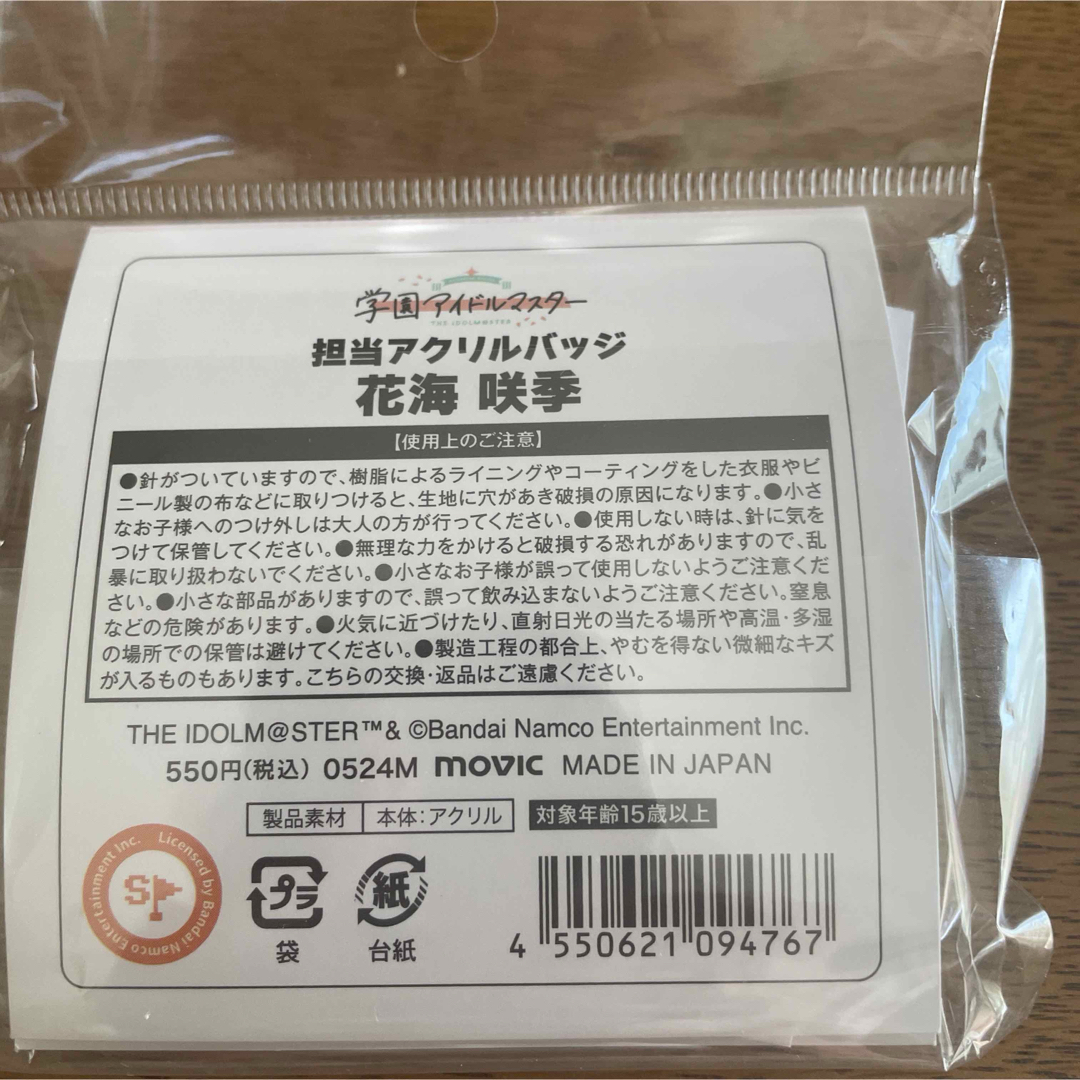 学園アイドルマスター
THE IDOLM@STER
担当アクリルバッジ
花海 咲季
【使用上のご注意】
●針がついていますので、樹脂によるライニングやコーティングをした衣服やビ
ニール製の布などに取りつけると、生地に穴があき破損の原因になります。●小さ
なお子様へのつけ外しは大人の方が行ってください。●使用しない時は、針に気を
つけて保管してください。●無理な力をかけると破損する恐れがありますので、乱
暴に取り扱わないでください。●小さなお子様が誤って使用しないようご注意くだ
さい。●小さな部品がありますので、誤って飲み込まないようご注意ください。窒息
などの危険があります。●火気に近づけたり、直射日光の当たる場所や高温・多湿
の場所での保管は避けてください。●製造工程の都合上、やむを得ない微細なキズ
が入るものもあります。こちらの交換・返品はご遠慮ください。
THE IDOLM@STER™& ©Bandai Namco Entertainment Inc.
550円(税込) 0524M movic MADE IN JAPAN
製品素材 本体：アクリル 対象年齢15歳以上
Licensed by Bandai Namco Entertainment Inc.
S
プラ
袋
紙
台紙
4 550621 094767